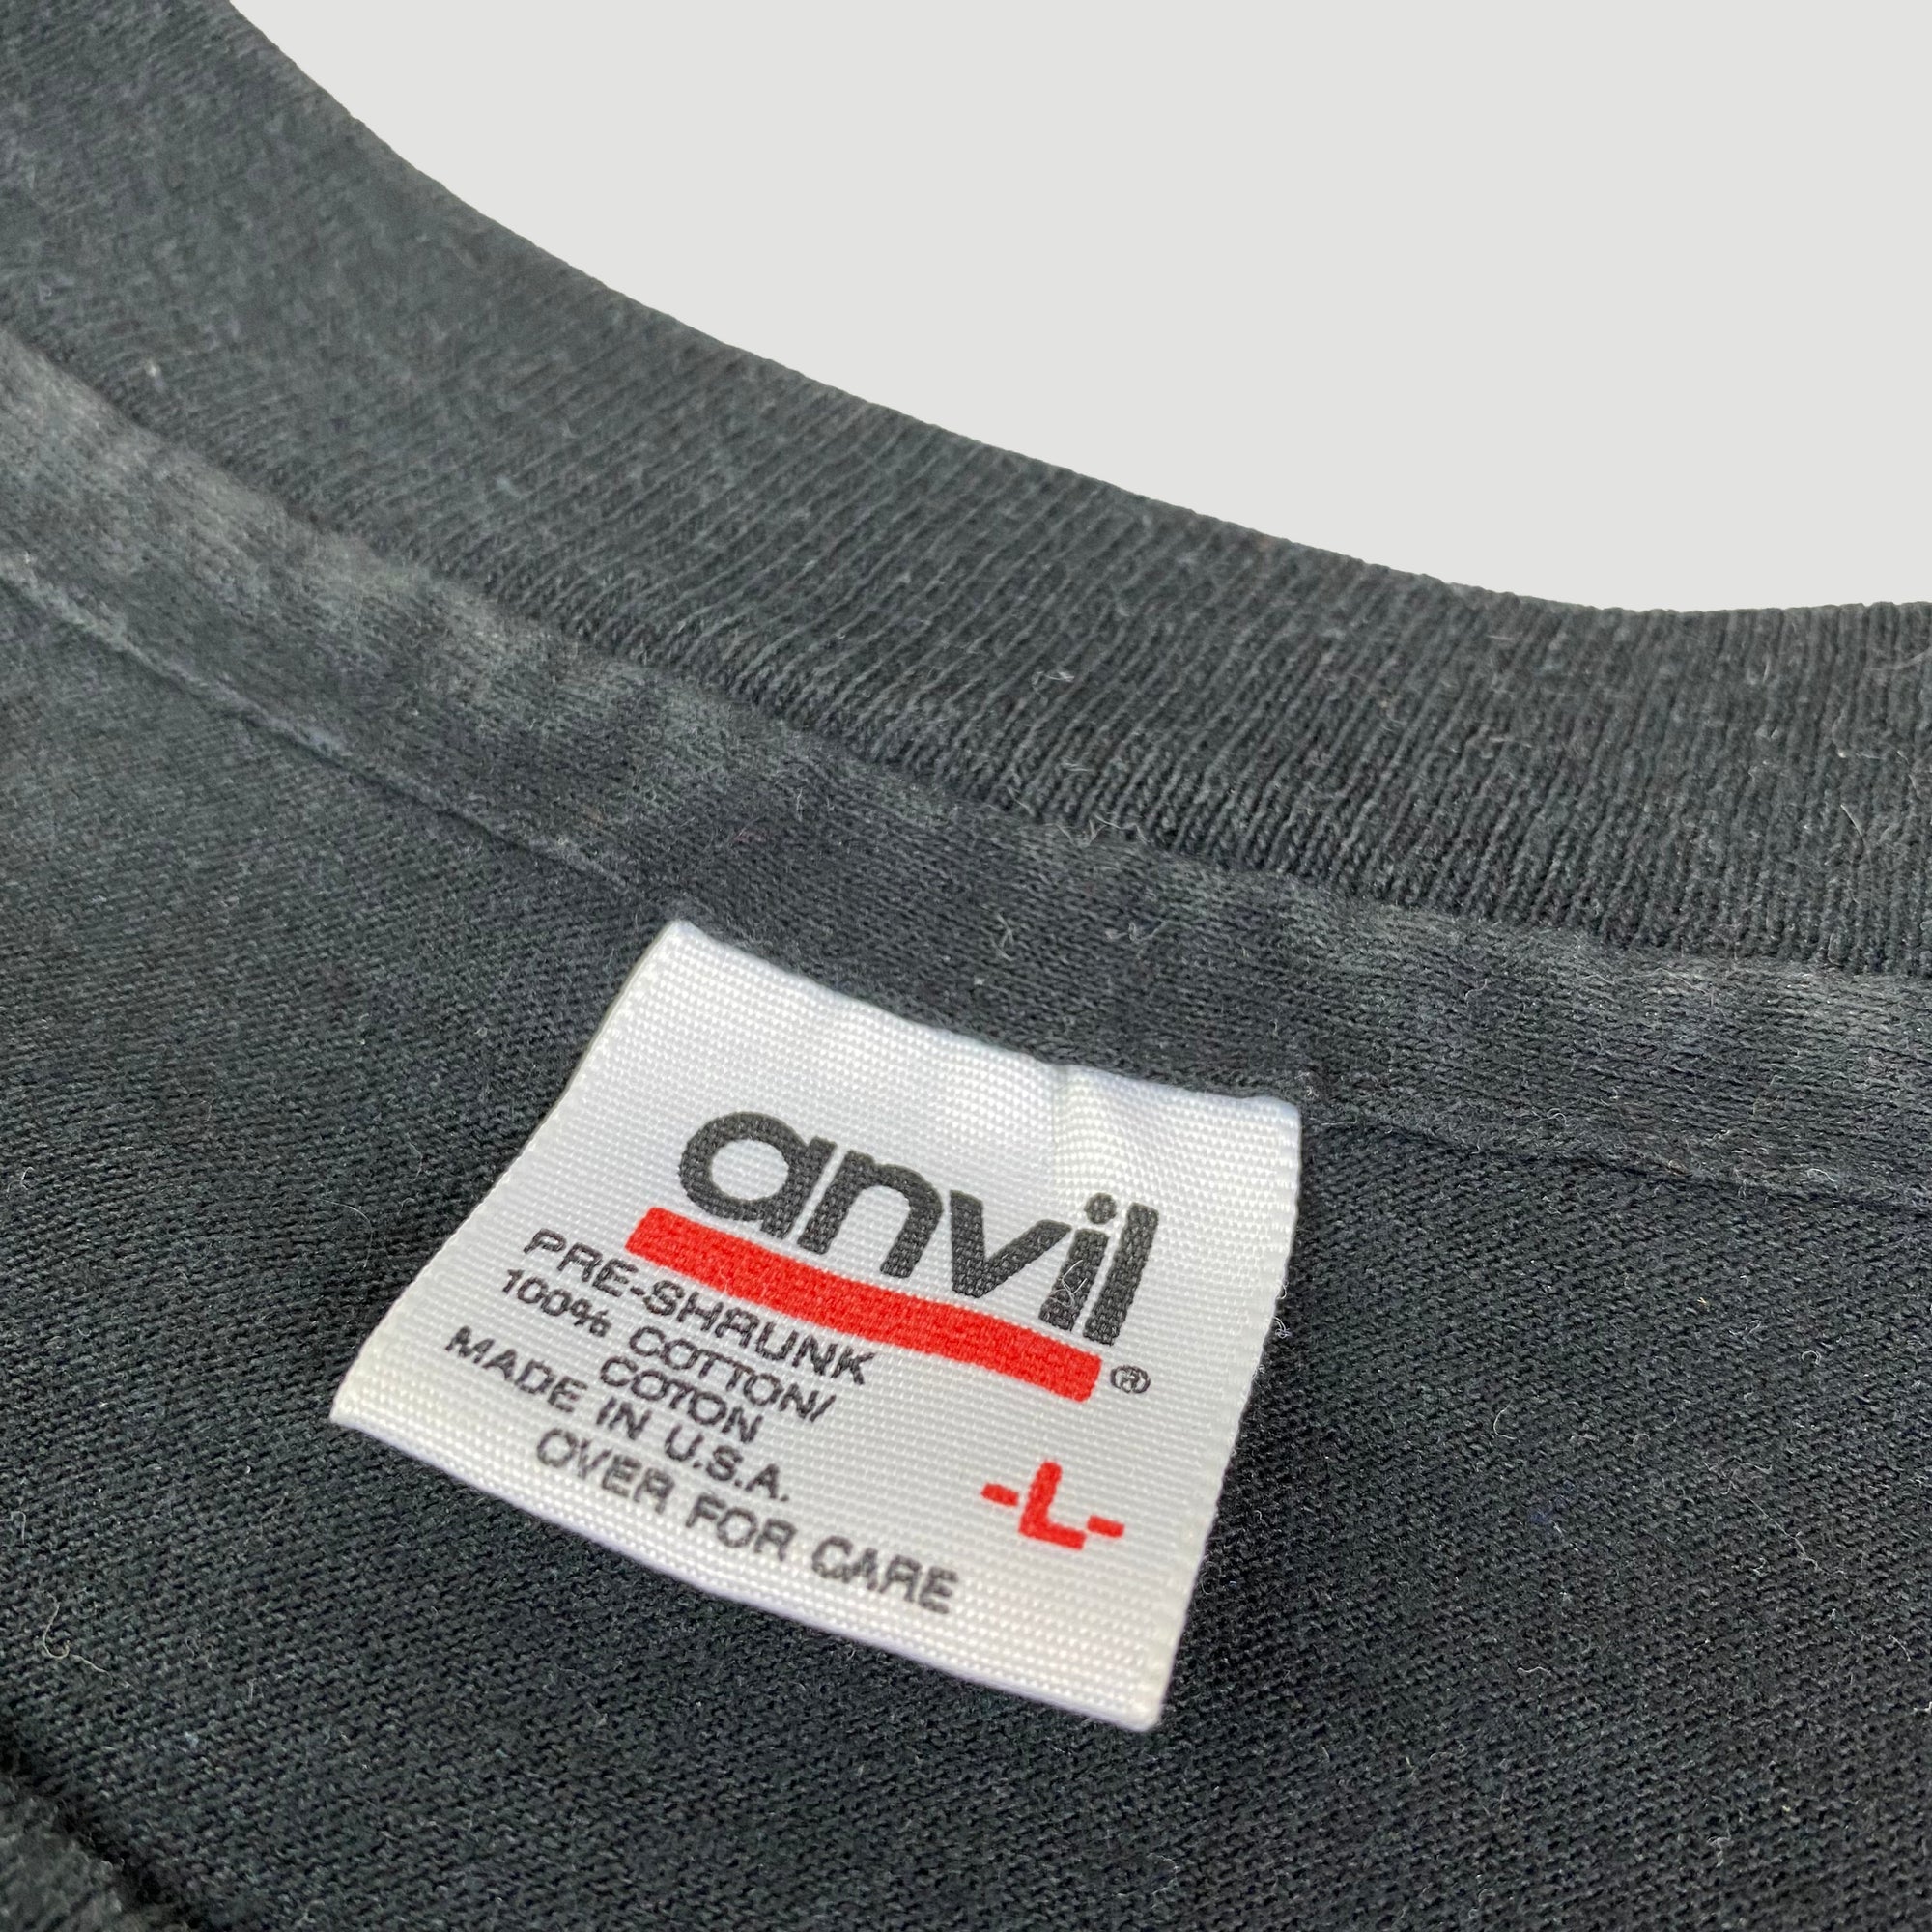 anvil®
PRE-SHRUNK
100% COTTON/
COTON
MADE IN U.S.A.
-L-
OVER FOR CARE